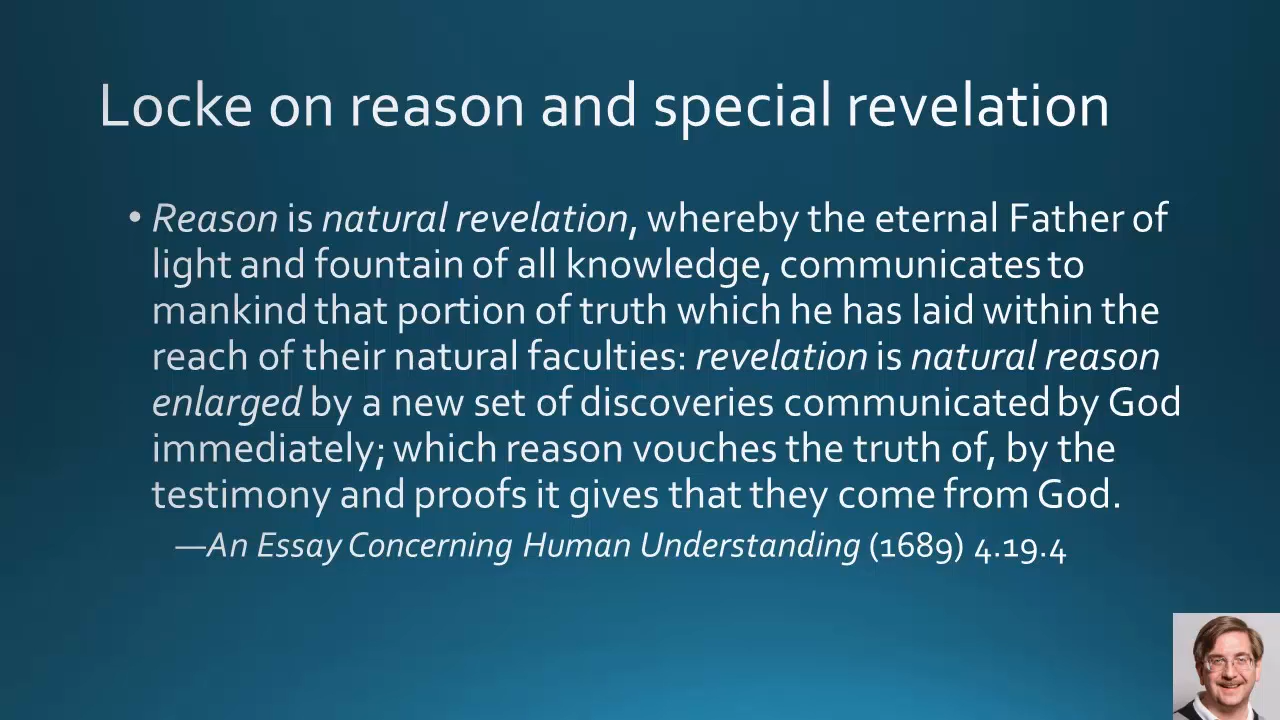 Locke on reason and special revelation
• Reason is natural revelation, whereby the eternal Father of
light and fountain of all knowledge, communicates to
mankind that portion of truth which he has laid within the
reach of their natural faculties: revelation is natural reason
enlarged by a new set of discoveries communicated by God
immediately; which reason vouches the truth of, by the
testimony and proofs it gives that they come from God.
—An Essay Concerning Human Understanding (1689) 4.19.4